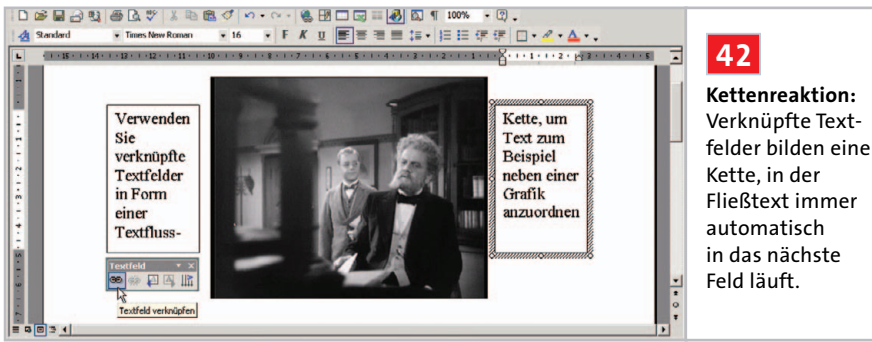 100%
Standard Times New Roman 16 F K U
Verwenden
Sie
verknüpfte
Textfelder
in Form
einer
Textfluss-
Kette, um
Text zum
Beispiel
neben einer
Grafik
anzuordnen
Textfeld
Textfeld verknüpfen
42
Kettenreaktion:
Verknüpfte Text-
felder bilden eine
Kette, in der
Fließtext immer
automatisch
in das nächste
Feld läuft.